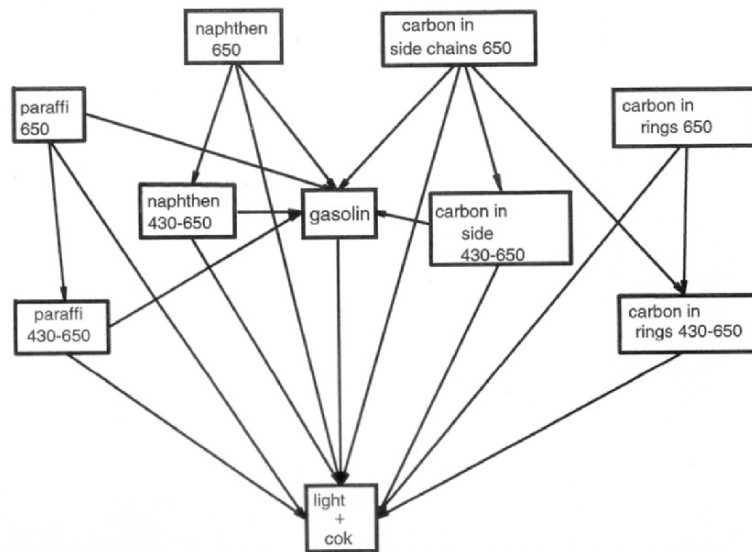 naphthen
650
carbon in
side chains 650
paraffi
650
carbon in
rings 650
naphthen
430-650
gasolin
carbon in
side
430-650
paraffi
430-650
carbon in
rings 430-650
light
+
cok